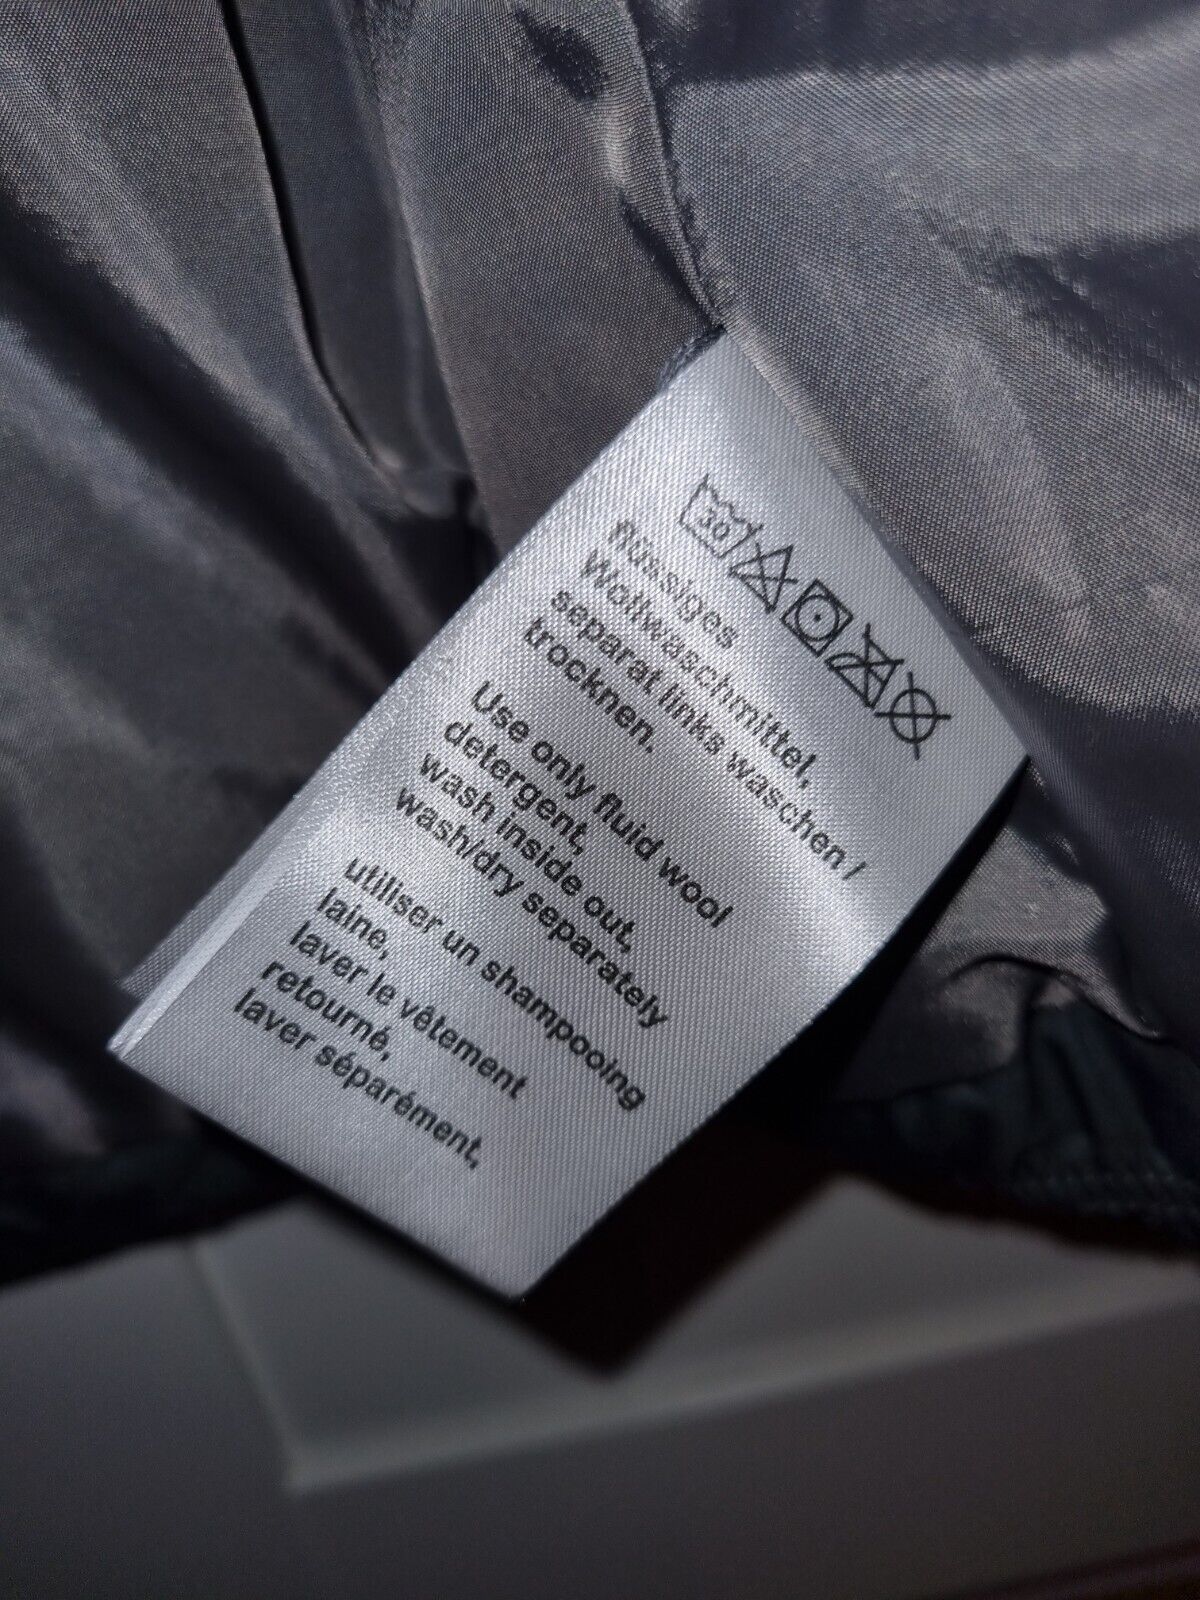 30
flüssiges
Wollwaschmittel,
separat links waschen /
trocknen.
Use only fluid wool
detergent,
wash inside out,
wash/dry separately
utiliser un shampooing
laine,
laver le vêtement
retourné,
laver séparément,